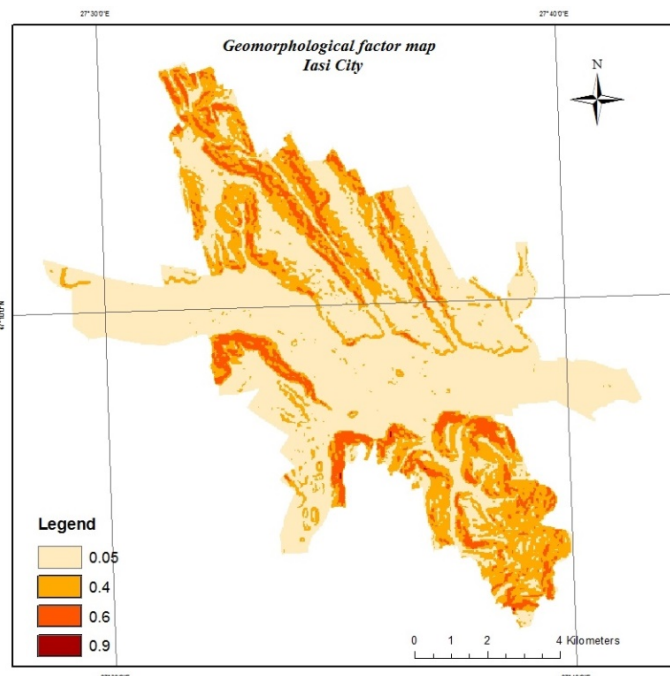 27°30'0"E
27°40'0"E
Geomorphological factor map
Iasi City
N
Legend
0.05
0.4
0.6
0.9
0 1 2 4 Kilometers